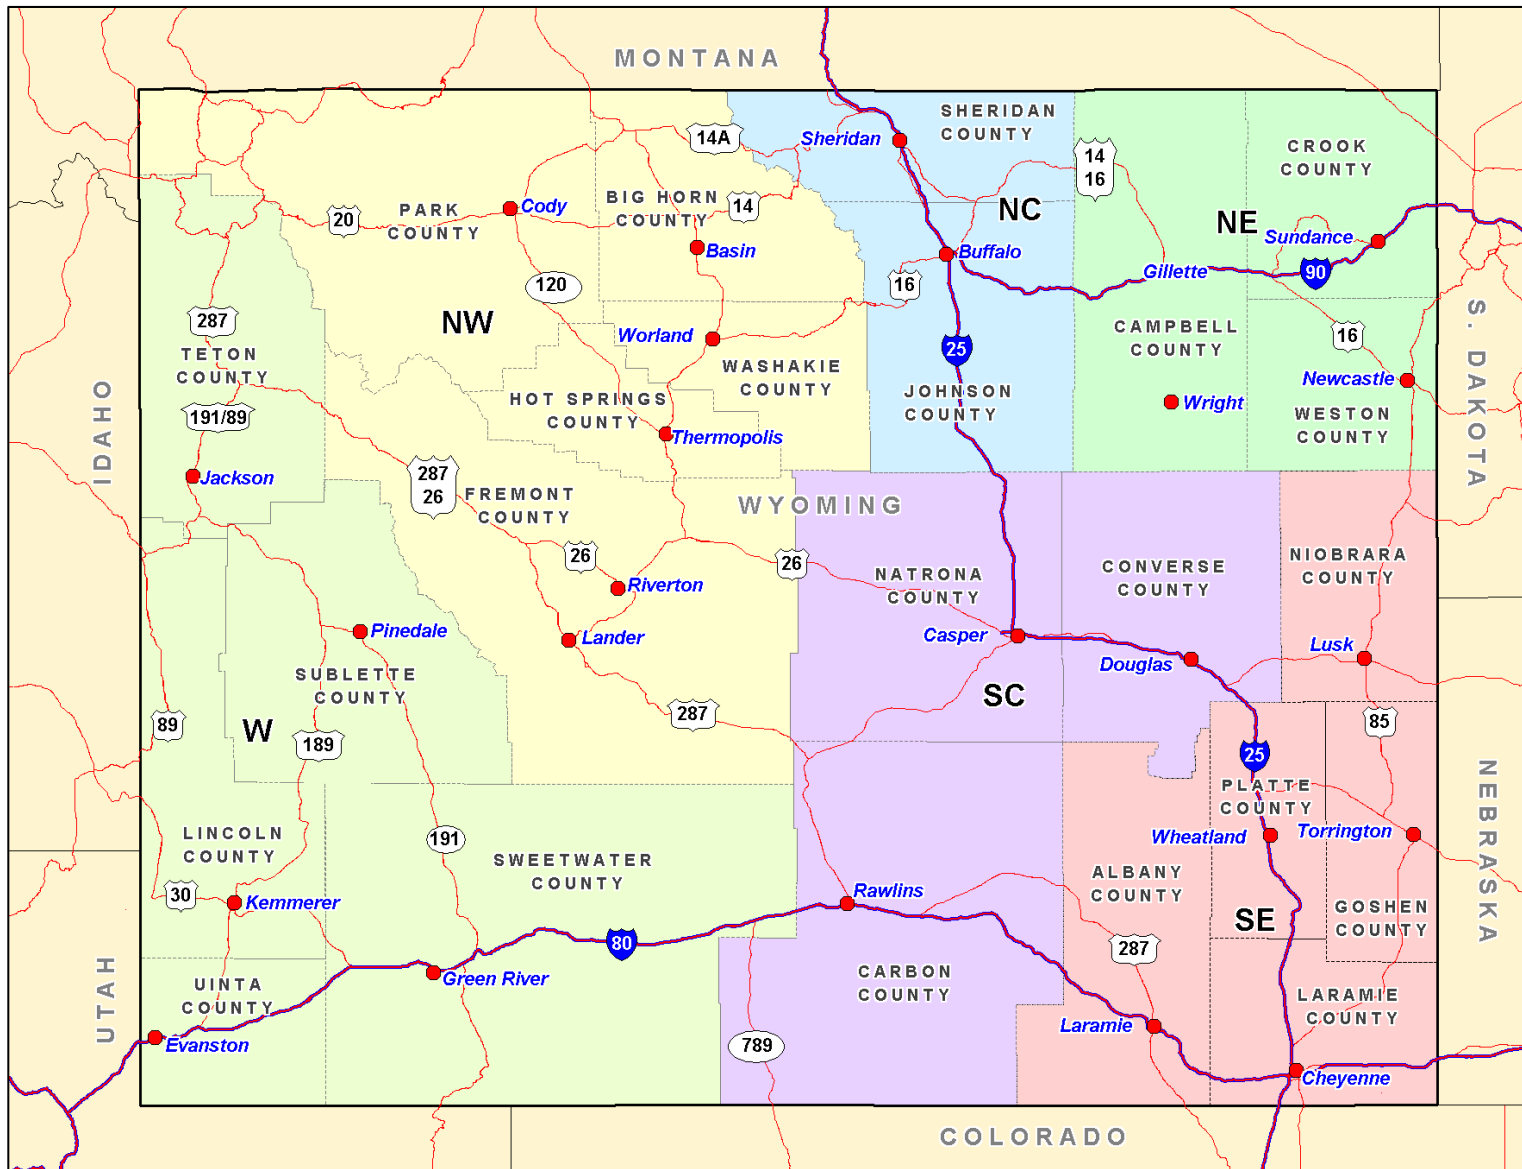 MONTANA
SHERIDAN
COUNTY
14A
Sheridan
14
16
CROOK
COUNTY
20
PARK
COUNTY
Cody
BIG HORN
COUNTY
14
NC
NE
Sundance
Basin
Buffalo
Gillette
90
120
16
287
NW
Worland
25
CAMPBELL
COUNTY
16
S. DAKOTA
TETON
COUNTY
WASHAKIE
COUNTY
Newcastle
IDAHO
191/89
HOT SPRINGS
COUNTY
JOHNSON
COUNTY
Wright
WESTON
COUNTY
Thermopolis
Jackson
287
26
FREMONT
COUNTY
WYOMING
26
26
NATRONA
COUNTY
CONVERSE
COUNTY
NIOBRARA
COUNTY
Riverton
Pinedale
Lander
Casper
Douglas
Lusk
SUBLETTE
COUNTY
SC
89
W
189
287
25
85
PLATTE
COUNTY
NEBRASKA
LINCOLN
COUNTY
191
SWEETWATER
COUNTY
Wheatland
Torrington
30
Kemmerer
Rawlins
ALBANY
COUNTY
SE
GOSHEN
COUNTY
80
287
UTAH
UINTA
COUNTY
Green River
CARBON
COUNTY
LARAMIE
COUNTY
Evanston
789
Laramie
Cheyenne
COLORADO